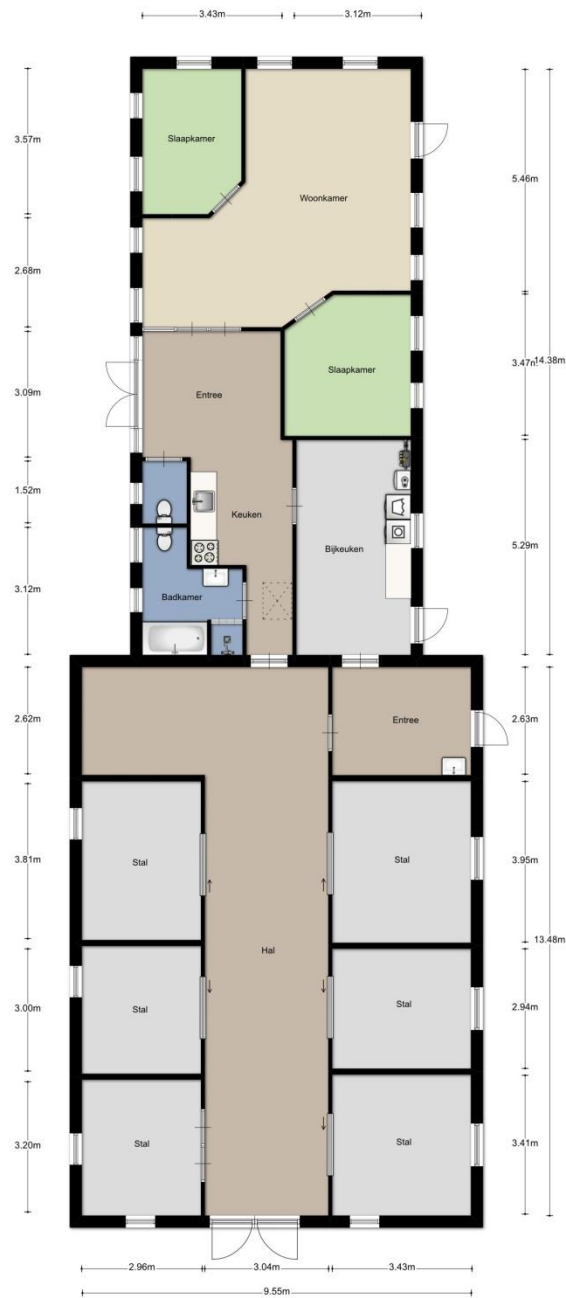 3.43m 3.12m
Slaapkamer
3.57m
5.46m
Woonkamer
2.68m
14.38m
3.47m
Slaapkamer
3.09m
Entree
1.52m
Keuken
5.29m
Bijkeuken
3.12m
Badkamer
2.62m
Entree
2.63m
3.81m
Stal
Stal
3.95m
13.48m
Hal
3.00m
Stal
Stal
2.94m
3.20m
Stal
Stal
3.41m
2.96m 3.04m 3.43m
9.55m